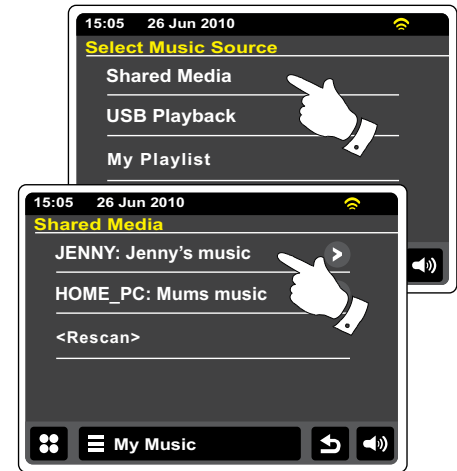 15:05 26 Jun 2010
Select Music Source
Shared Media
USB Playback
My Playlist
15:05 26 Jun 2010
Shared Media
JENNY: Jenny's music
HOME_PC: Mums music
<Rescan>
My Music